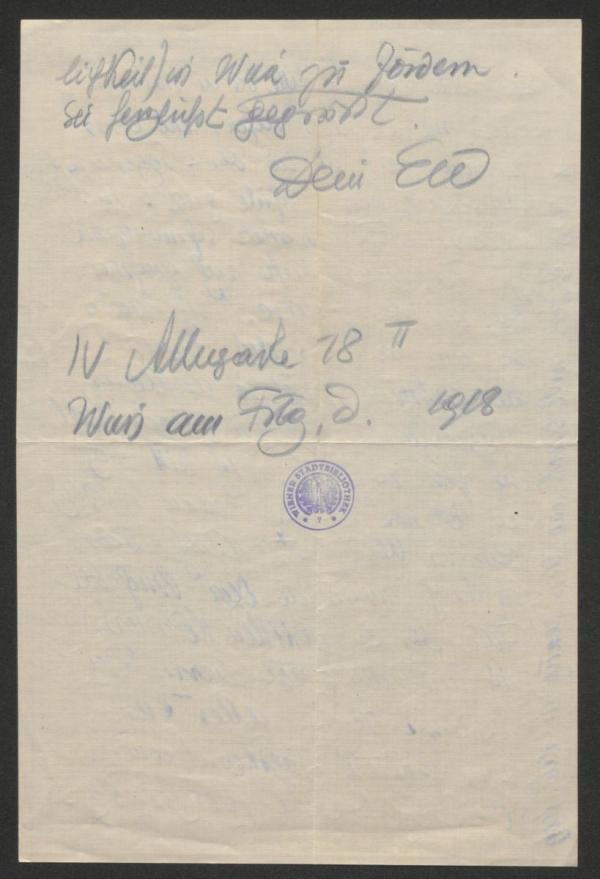 lichkeit) in Wien zu fördern.
Sei herzlichst gegrüßt.
Dein
IV Alleegasse 18 II
Wien am Frtg, d. 1918
WIENER STADTBIBLIOTHEK
* 7 *